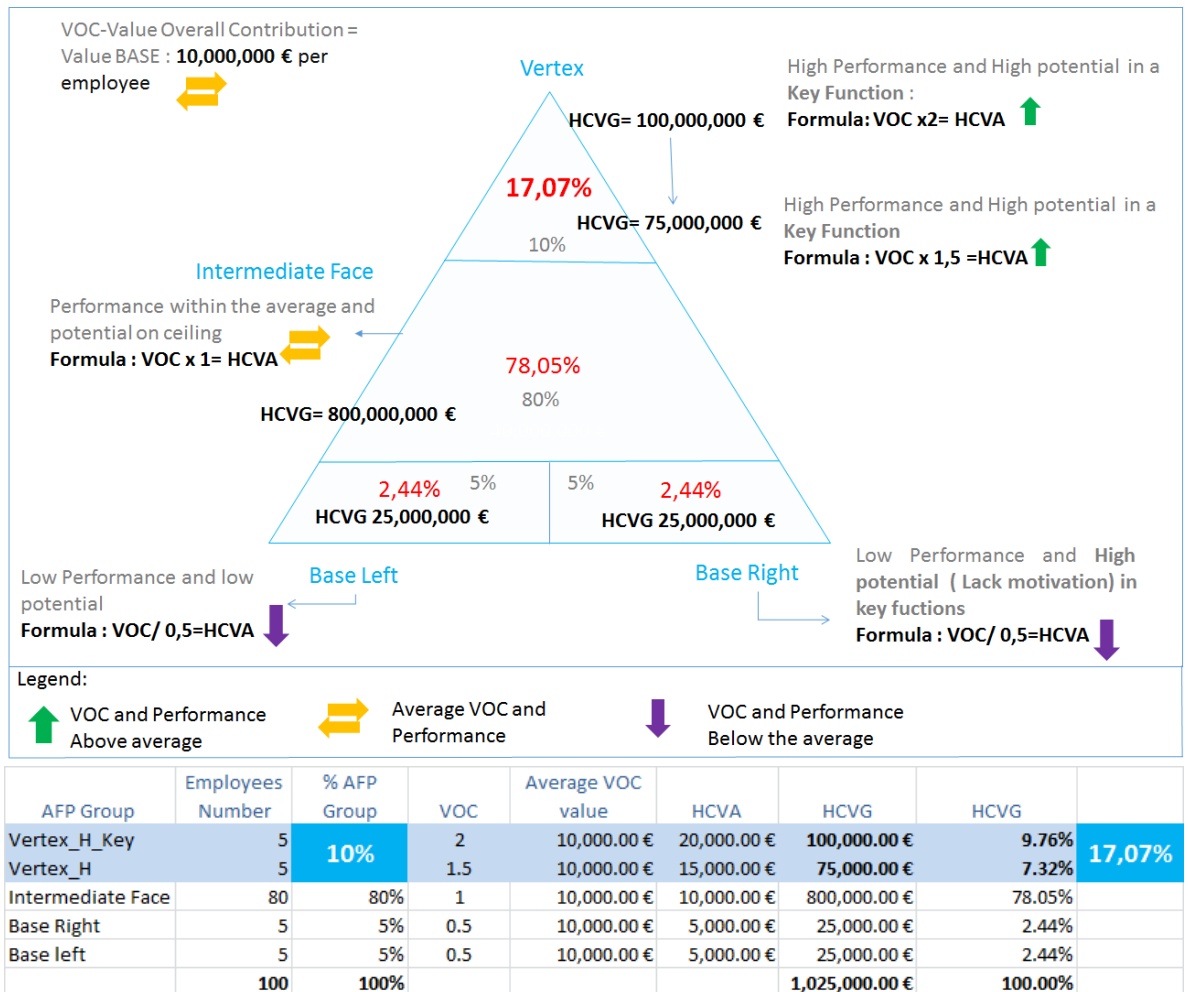 VOC-Value Overall Contribution =
Value BASE : 10,000,000 € per
employee
Vertex
HCVG= 100,000,000 €
High Performance and High potential in a
Key Function :
Formula: VOC x2= HCVA
17,07%
HCVG= 75,000,000 €
10%
High Performance and High potential in a
Key Function
Formula : VOC x 1,5 =HCVA
Intermediate Face
Performance within the average and
potential on ceiling
Formula : VOC x 1= HCVA
78,05%
80%
HCVG= 800,000,000 €
2,44% 5%
HCVG 25,000,000 €
5% 2,44%
HCVG 25,000,000 €
Base Left
Low Performance and low
potential
Formula : VOC/ 0,5=HCVA
Base Right
Low Performance and High
potential ( Lack motivation) in
key fuctions
Formula : VOC/ 0,5=HCVA
Legend:
VOC and Performance
Above average
Average VOC and
Performance
VOC and Performance
Below the average
AFP Group Employees Number % AFP Group VOC Average VOC value HCVA HCVG HCVG
Vertex_H_Key 5 10% 2 10,000.00 € 20,000.00 € 100,000.00 € 9.76% 17,07%
Vertex_H 5 1.5 10,000.00 € 15,000.00 € 75,000.00 € 7.32%
Intermediate Face 80 80% 1 10,000.00 € 10,000.00 € 800,000.00 € 78.05%
Base Right 5 5% 0.5 10,000.00 € 5,000.00 € 25,000.00 € 2.44%
Base left 5 5% 0.5 10,000.00 € 5,000.00 € 25,000.00 € 2.44%
100 100% 1,025,000.00 € 100.00%